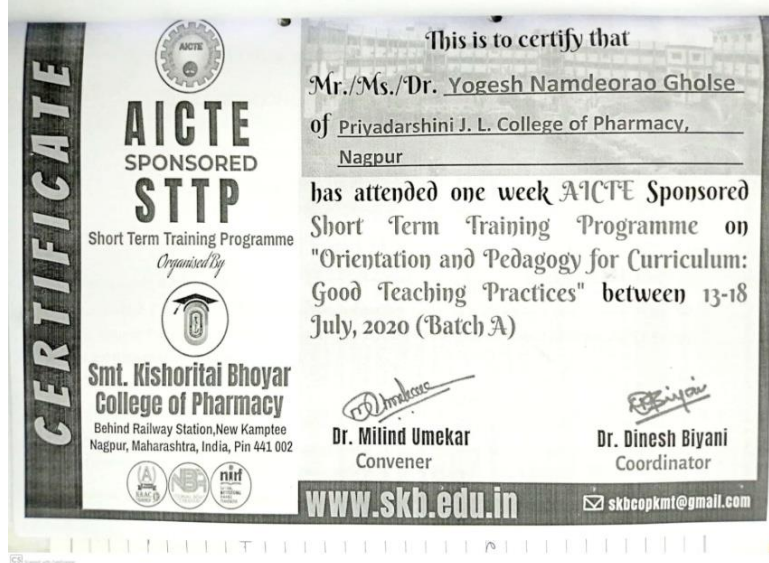 CERTIFICATE
AICTE
AICTE
SPONSORED
STTP
Short Term Training Programme
Organised By
Smt. Kishoritai Bhoyar
College of Pharmacy
Behind Railway Station,New Kamptee
Nagpur, Maharashtra, India, Pin 441 002
This is to certify that
Mr./Ms./Dr. Yogesh Namdeorao Gholse
of Priyadarshini J. L. College of Pharmacy,
Nagpur
has attended one week AICTE Sponsored
Short Term Training Programme on
"Orientation and Pedagogy for Curriculum:
Good Teaching Practices" between 13-18
July, 2020 (Batch A)
Dr. Milind Umekar
Convener
Dr. Dinesh Biyani
Coordinator
NBA
nirf
www.skb.edu.in
skbcopkmt@gmail.com
CS